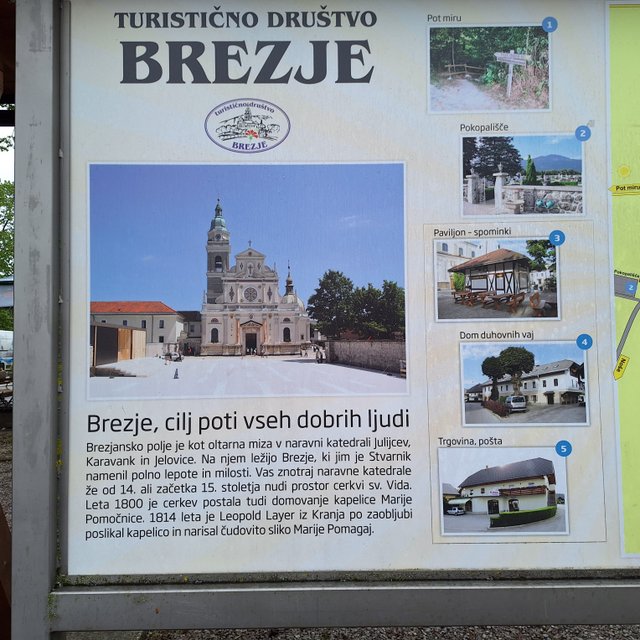 TURISTIČNO DRUŠTVO
BREZJE
turistično društvo
BREZJE
Brezje, cilj poti vseh dobrih ljudi
Brezjansko polje je kot oltarna miza v naravni katedrali Julijcev,
Karavank in Jelovice. Na njem ležijo Brezje, ki jim je Stvarnik
namenil polno lepote in milosti. Vas znotraj naravne katedrale
že od 14. ali začetka 15. stoletja nudi prostor cerkvi sv. Vida.
Leta 1800 je cerkev postala tudi domovanje kapelice Marije
Pomočnice. 1814 leta je Leopold Layer iz Kranja po zaobljubi
poslikal kapelico in narisal čudovito sliko Marije Pomagaj.
Pot miru
1
Pokopališče
2
Paviljon - spominki
3
Dom duhovnih vaj
4
Trgovina, pošta
5
Pot miru
Pokopališče
2